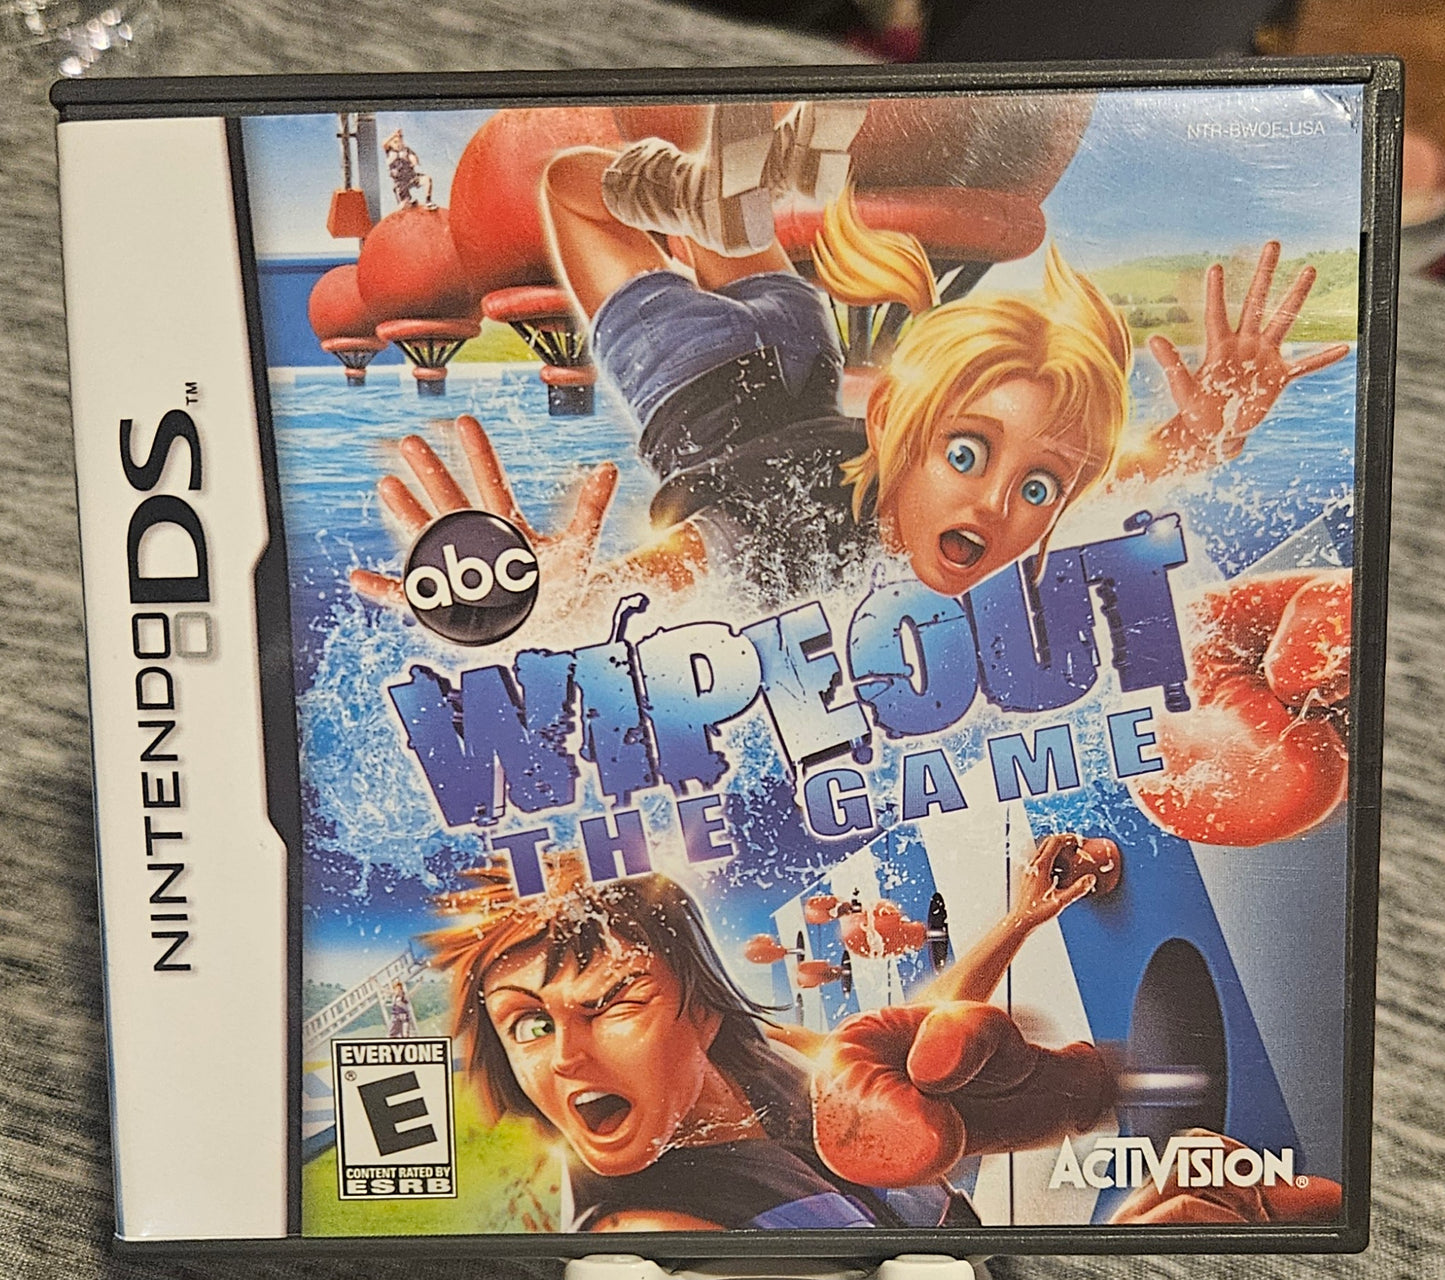 NINTENDO DS™
NTR-BWOE-USA
abc
WIPEOUT
THE GAME
EVERYONE
E®
CONTENT RATED BY
ESRB
ACTIVISION®